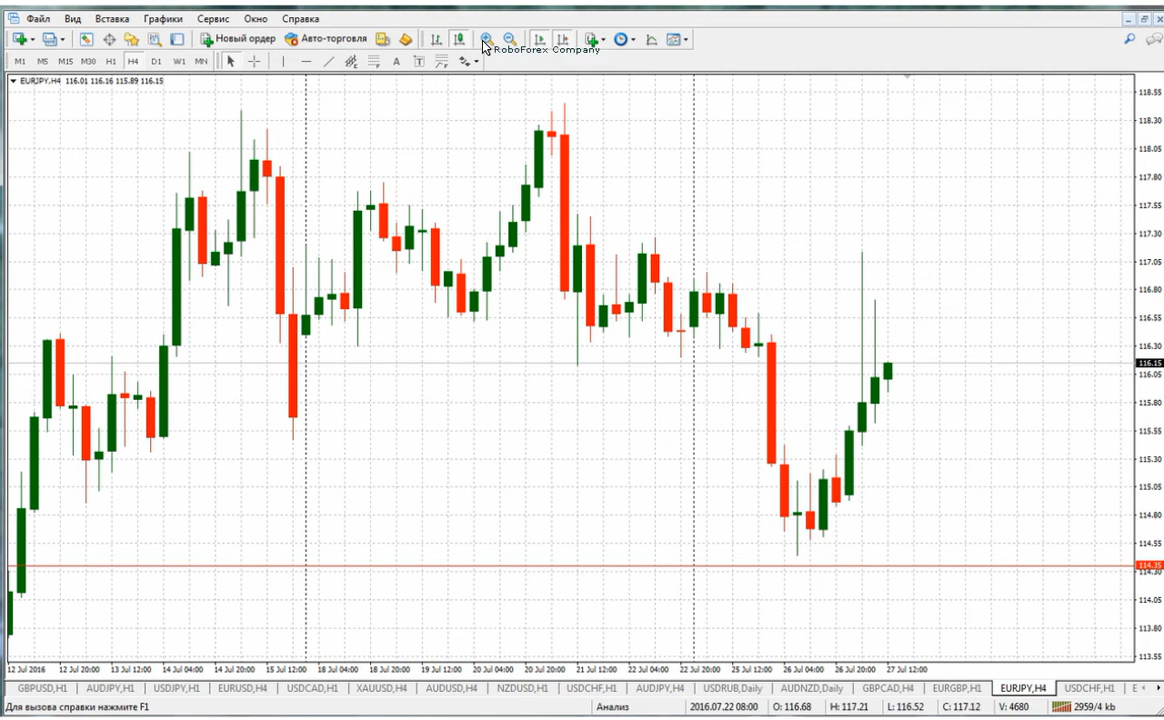 Файл Вид Вставка Графики Сервис Окно Справка
Новый ордер Авто-торговля
RoboForex Company
M1 M5 M15 M30 H1 H4 D1 W1 MN A T
EURJPY,H4 116.01 116.16 115.89 116.15
118.55
118.30
118.05
117.80
117.55
117.30
117.05
116.80
116.55
116.30
116.15
116.05
115.80
115.55
115.30
115.05
114.80
114.55
114.35
114.30
114.05
113.80
113.55
12 Jul 2016 12 Jul 20:00 13 Jul 12:00 14 Jul 04:00 14 Jul 20:00 15 Jul 12:00 18 Jul 04:00 18 Jul 20:00 19 Jul 12:00 20 Jul 04:00 20 Jul 20:00 21 Jul 12:00 22 Jul 04:00 22 Jul 20:00 25 Jul 12:00 26 Jul 04:00 26 Jul 20:00 27 Jul 12:00
GBPUSD,H1 AUDJPY,H1 USDJPY,H1 EURUSD,H4 USDCAD,H1 XAUUSD,H4 AUDUSD,H4 NZDUSD,H1 USDCHF,H1 AUDJPY,H4 USDRUB,Daily AUDNZD,Daily GBPCAD,H4 EURGBP,H1 EURJPY,H4 USDCHF,H1 E
Для вызова справки нажмите F1 Анализ 2016.07.22 08:00 O: 116.68 H: 117.21 L: 116.52 C: 117.12 V: 4680 2959/4 kb